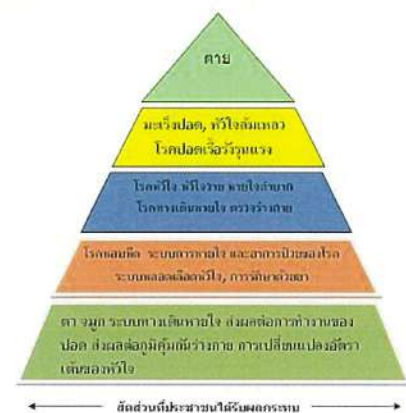 ตาย
มะเร็งปอด, หัวใจล้มเหลว
โรคปอดเรื้อรังรุนแรง
โรคหัวใจ หัวใจวาย หายใจลำบาก
โรคทางเดินหายใจ ตรวจร่างกาย
โรคหอบหืด ระบบการหายใจ และอาการป่วยของโรค
ระบบหลอดเลือดหัวใจ, การรักษาด้วยยา
ตา จมูก ระบบทางเดินหายใจ ส่งผลต่อการทำงานของ
ปอด ส่งผลต่อภูมิคุ้มกันร่างกาย การเปลี่ยนแปลงอัตรา
เต้นของหัวใจ
สัดส่วนที่ประชาชนได้รับผลกระทบ